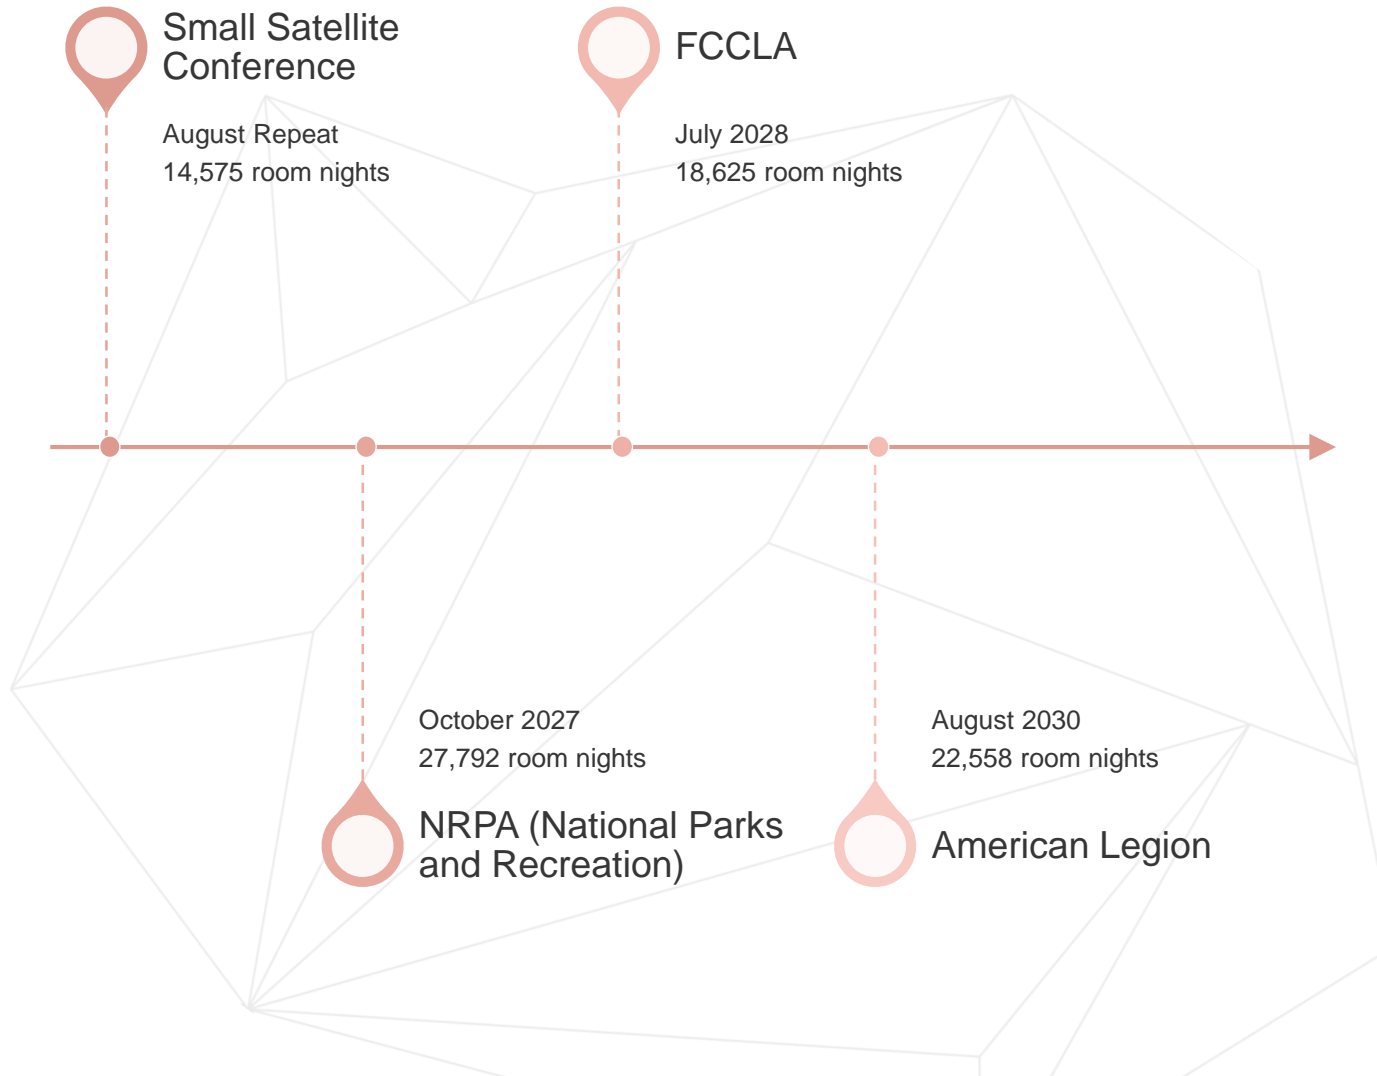 Small Satellite
Conference
August Repeat
14,575 room nights
FCCLA
July 2028
18,625 room nights
October 2027
27,792 room nights
NRPA (National Parks
and Recreation)
August 2030
22,558 room nights
American Legion